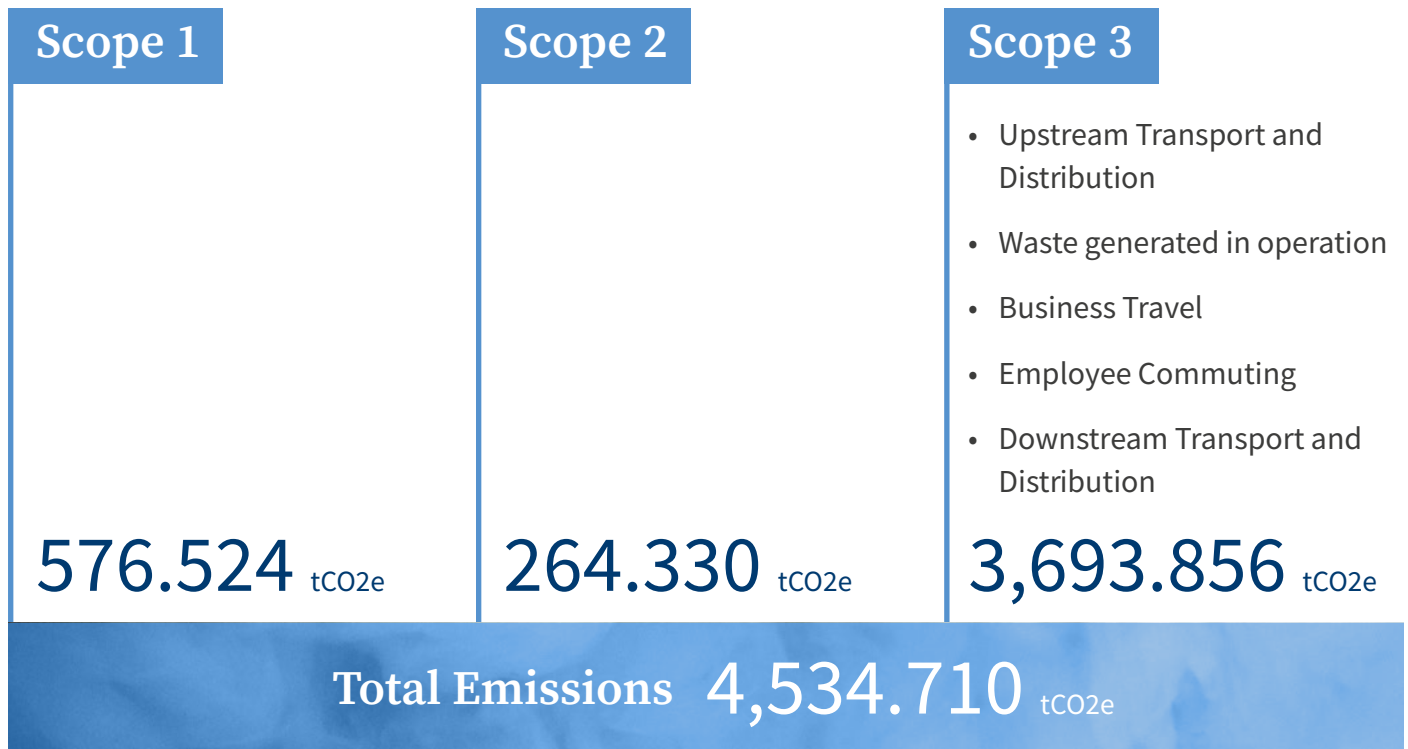 Scope 1
576.524 tCO2e
Scope 2
264.330 tCO2e
Scope 3
• Upstream Transport and
Distribution
• Waste generated in operation
• Business Travel
• Employee Commuting
• Downstream Transport and
Distribution
3,693.856 tCO2e
Total Emissions 4,534.710 tCO2e